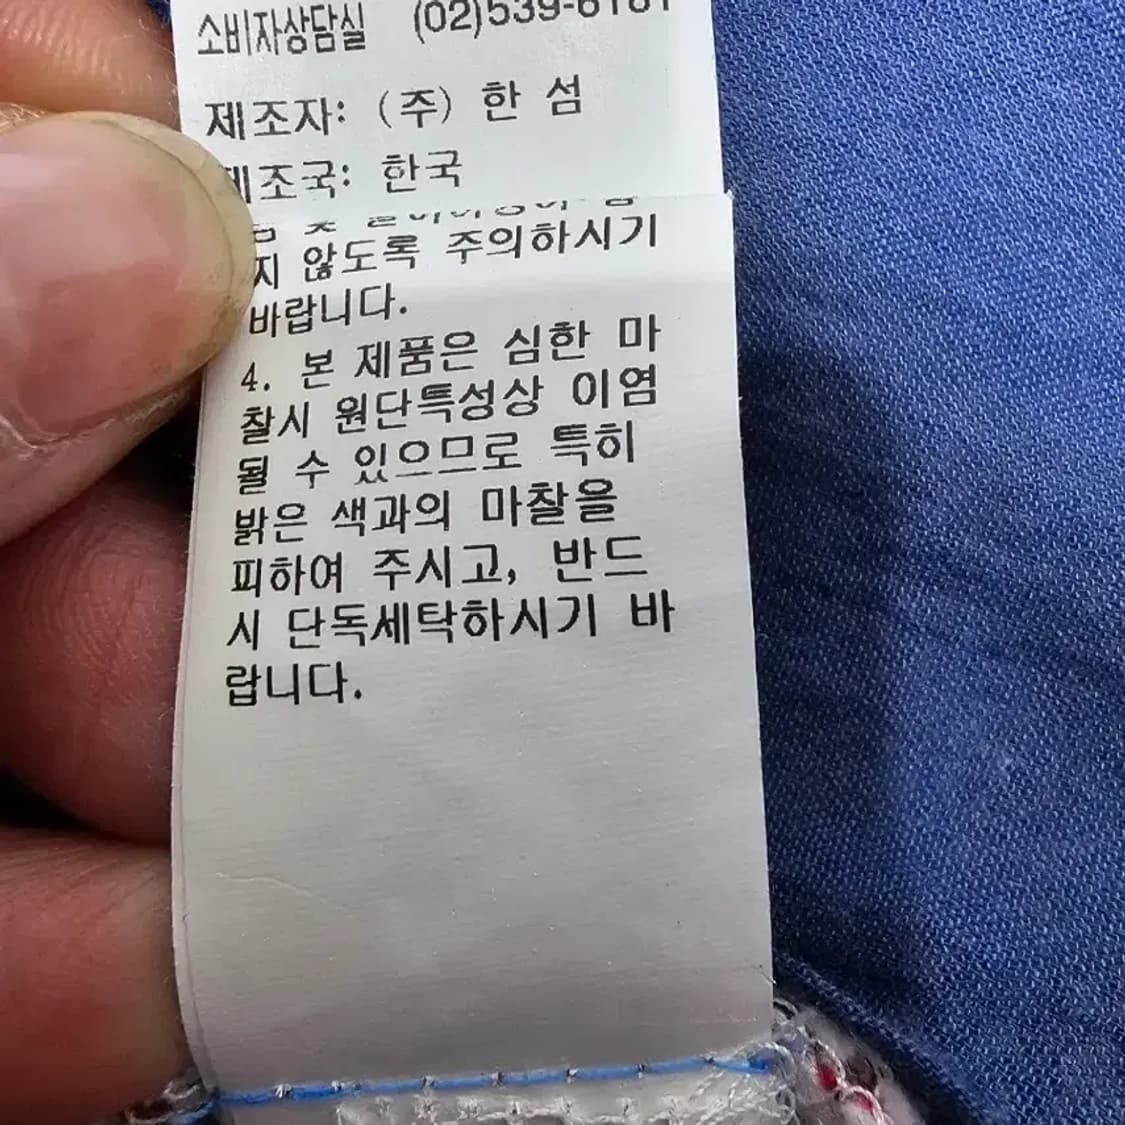 소비자상담실 (02)539-6181
제조자: (주) 한 섬
제조국: 한국
지 않도록 주의하시기
바랍니다.
4. 본 제품은 심한 마
찰시 원단특성상 이염
될 수 있으므로 특히
밝은 색과의 마찰을
피하여 주시고, 반드
시 단독세탁하시기 바
랍니다.